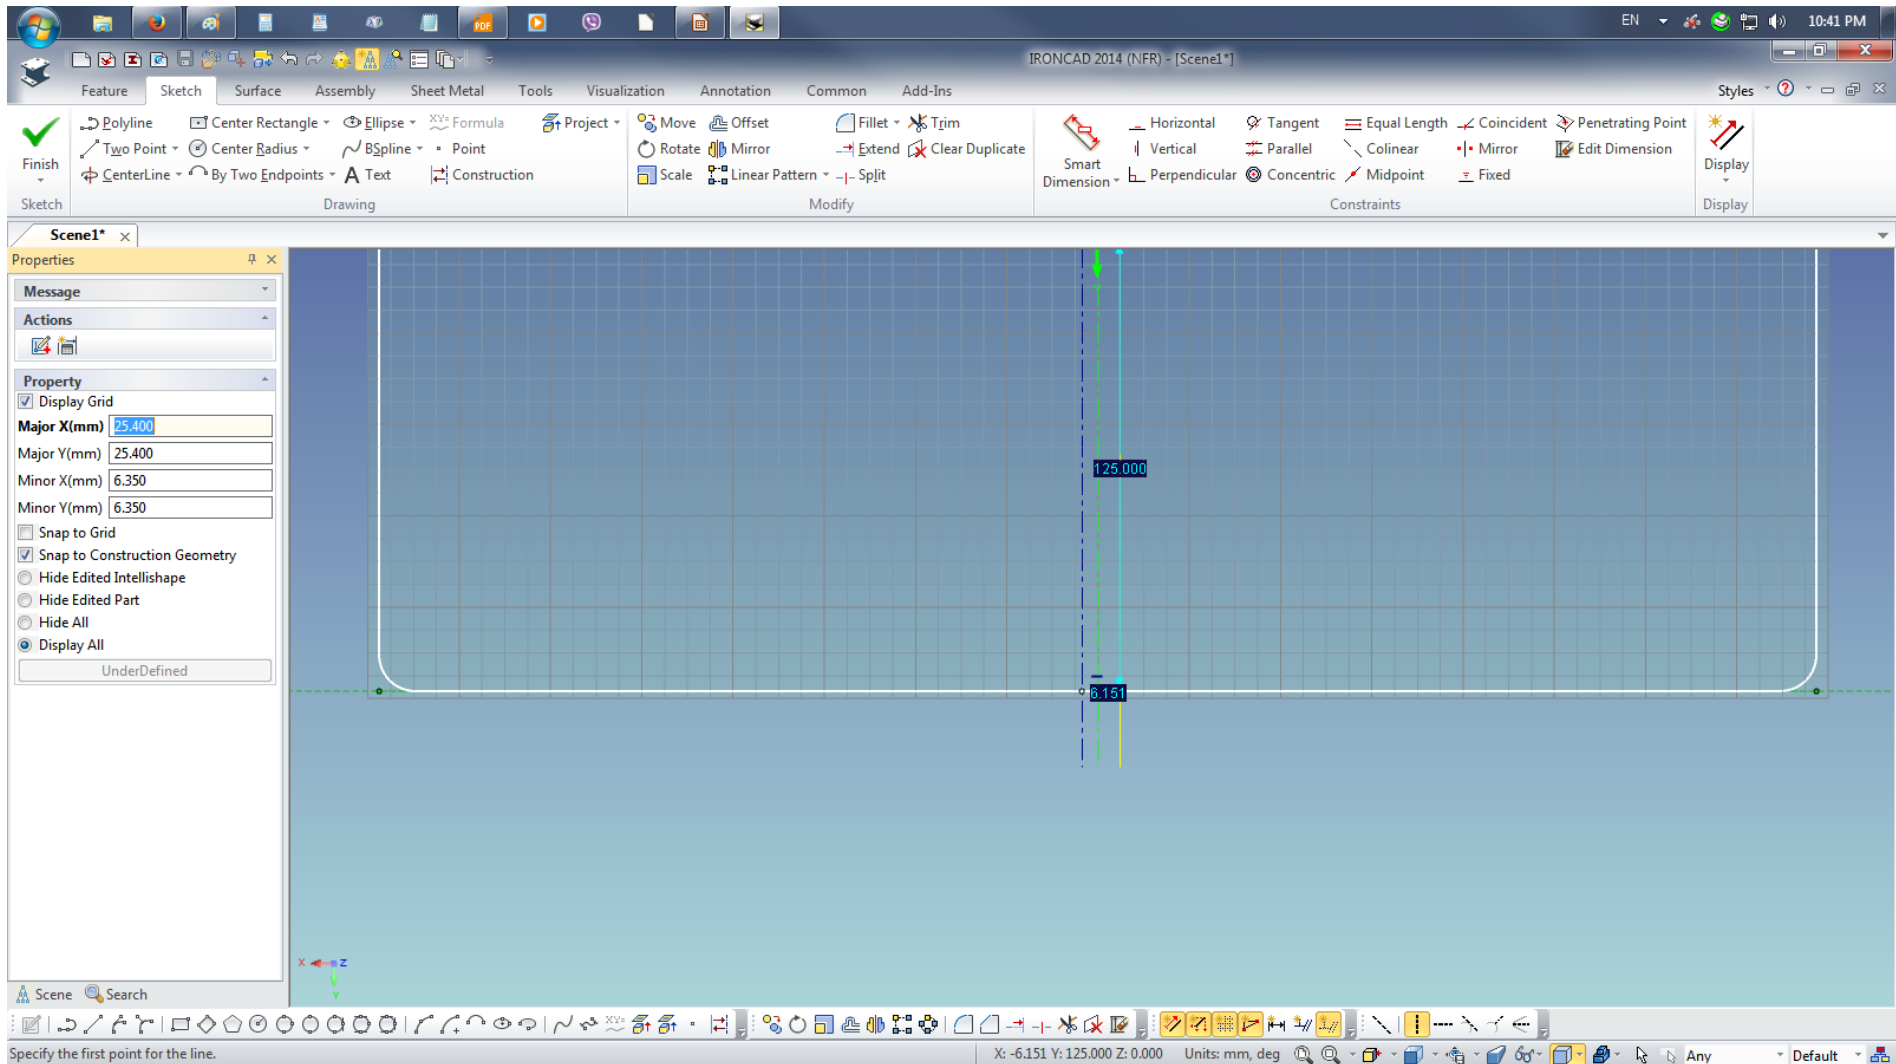 EN 10:41 PM
IRONCAD 2014 (NFR) - [Scene1*]
Feature Sketch Surface Assembly Sheet Metal Tools Visualization Annotation Common Add-Ins Styles
Polyline Center Rectangle Ellipse XY= Formula Project Move Offset Fillet Trim Horizontal Tangent Equal Length Coincident Penetrating Point
Two Point Center Radius BSpline Point Rotate Mirror Extend Clear Duplicate Vertical Parallel Colinear Mirror Edit Dimension
Finish Smart Dimension Display
CenterLine By Two Endpoints A Text Construction Scale Linear Pattern Split Perpendicular Concentric Midpoint Fixed
Sketch Drawing Modify Constraints Display
Scene1*
Properties
Message
Actions
Property
Display Grid
Major X(mm) 25.400
Major Y(mm) 25.400
Minor X(mm) 6.350
Minor Y(mm) 6.350
Snap to Grid
Snap to Construction Geometry
Hide Edited Intellishape
Hide Edited Part
Hide All
Display All
UnderDefined
125.000
6.151
X Z
Y
Scene Search
Specify the first point for the line. X: -6.151 Y: 125.000 Z: 0.000 Units: mm, deg Any Default